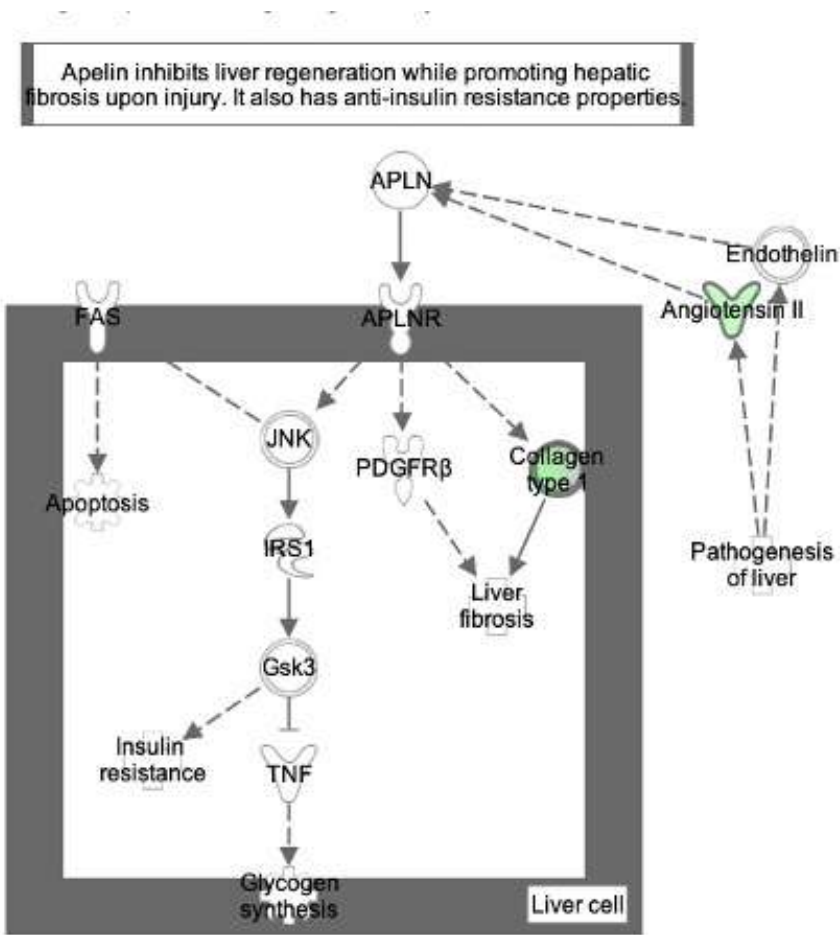 Apelin inhibits liver regeneration while promoting hepatic
fibrosis upon injury. It also has anti-insulin resistance properties.
APLN
Endothelin
Angiotensin II
FAS
APLNR
JNK
PDGFRβ
Collagen
type 1
Apoptosis
IRS1
Pathogenesis
of liver
Liver
fibrosis
Gsk3
Insulin
resistance
TNF
Glycogen
synthesis
Liver cell